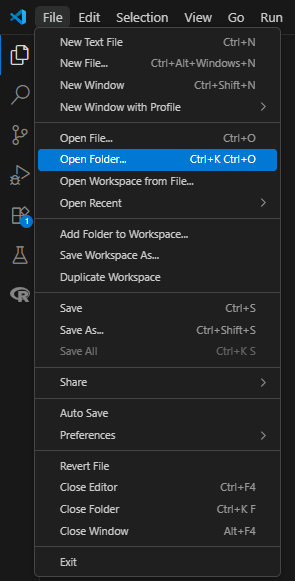 File Edit Selection View Go Run
New Text File Ctrl+N
New File... Ctrl+Alt+Windows+N
New Window Ctrl+Shift+N
New Window with Profile
Open File... Ctrl+O
Open Folder... Ctrl+K Ctrl+O
Open Workspace from File...
Open Recent
1
Add Folder to Workspace...
Save Workspace As...
Duplicate Workspace
R
Save Ctrl+S
Save As... Ctrl+Shift+S
Save All Ctrl+K S
Share
Auto Save
Preferences
Revert File
Close Editor Ctrl+F4
Close Folder Ctrl+K F
Close Window Alt+F4
Exit